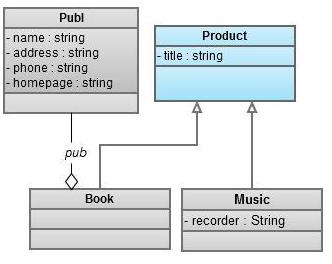 Publ
- name : string
- address : string
- phone : string
- homepage : string
Product
- title : string
pub
Book
Music
- recorder : String